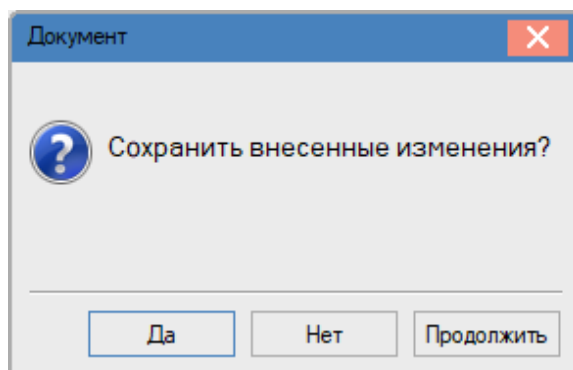 Документ
Сохранить внесенные изменения?
Да
Нет
Продолжить